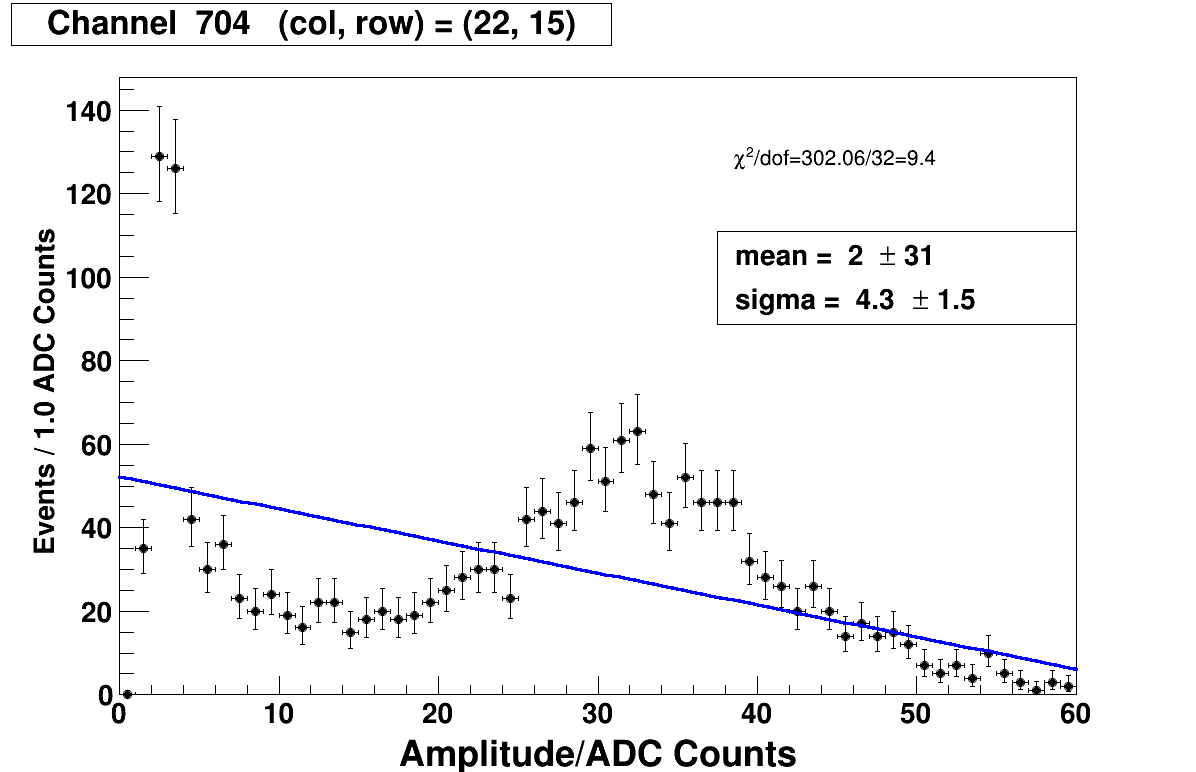 Channel 704 (col, row) = (22, 15)
χ²/dof=302.06/32=9.4
mean = 2 ± 31
sigma = 4.3 ± 1.5
Events / 1.0 ADC Counts
140
120
100
80
60
40
20
0
0 10 20 30 40 50 60
Amplitude/ADC Counts